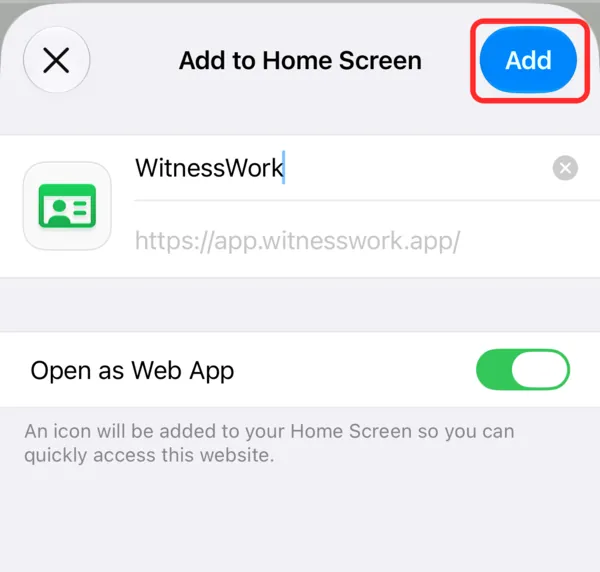 Add to Home Screen
Add
WitnessWork
https://app.witnesswork.app/
Open as Web App
An icon will be added to your Home Screen so you can
quickly access this website.